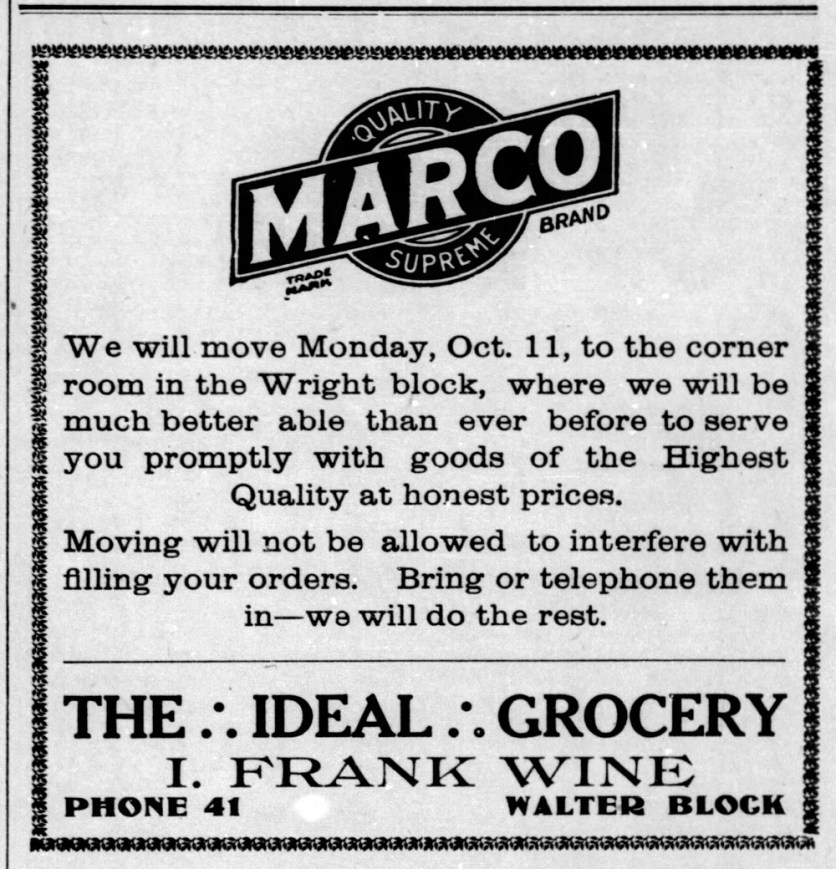 QUALITY
MARCO
SUPREME
BRAND
TRADE
MARK
We will move Monday, Oct. 11, to the corner
room in the Wright block, where we will be
much better able than ever before to serve
you promptly with goods of the Highest
Quality at honest prices.
Moving will not be allowed to interfere with
filling your orders. Bring or telephone them
in—we will do the rest.
THE ∴ IDEAL ∴ GROCERY
I. FRANK WINE
PHONE 41 WALTER BLOCK